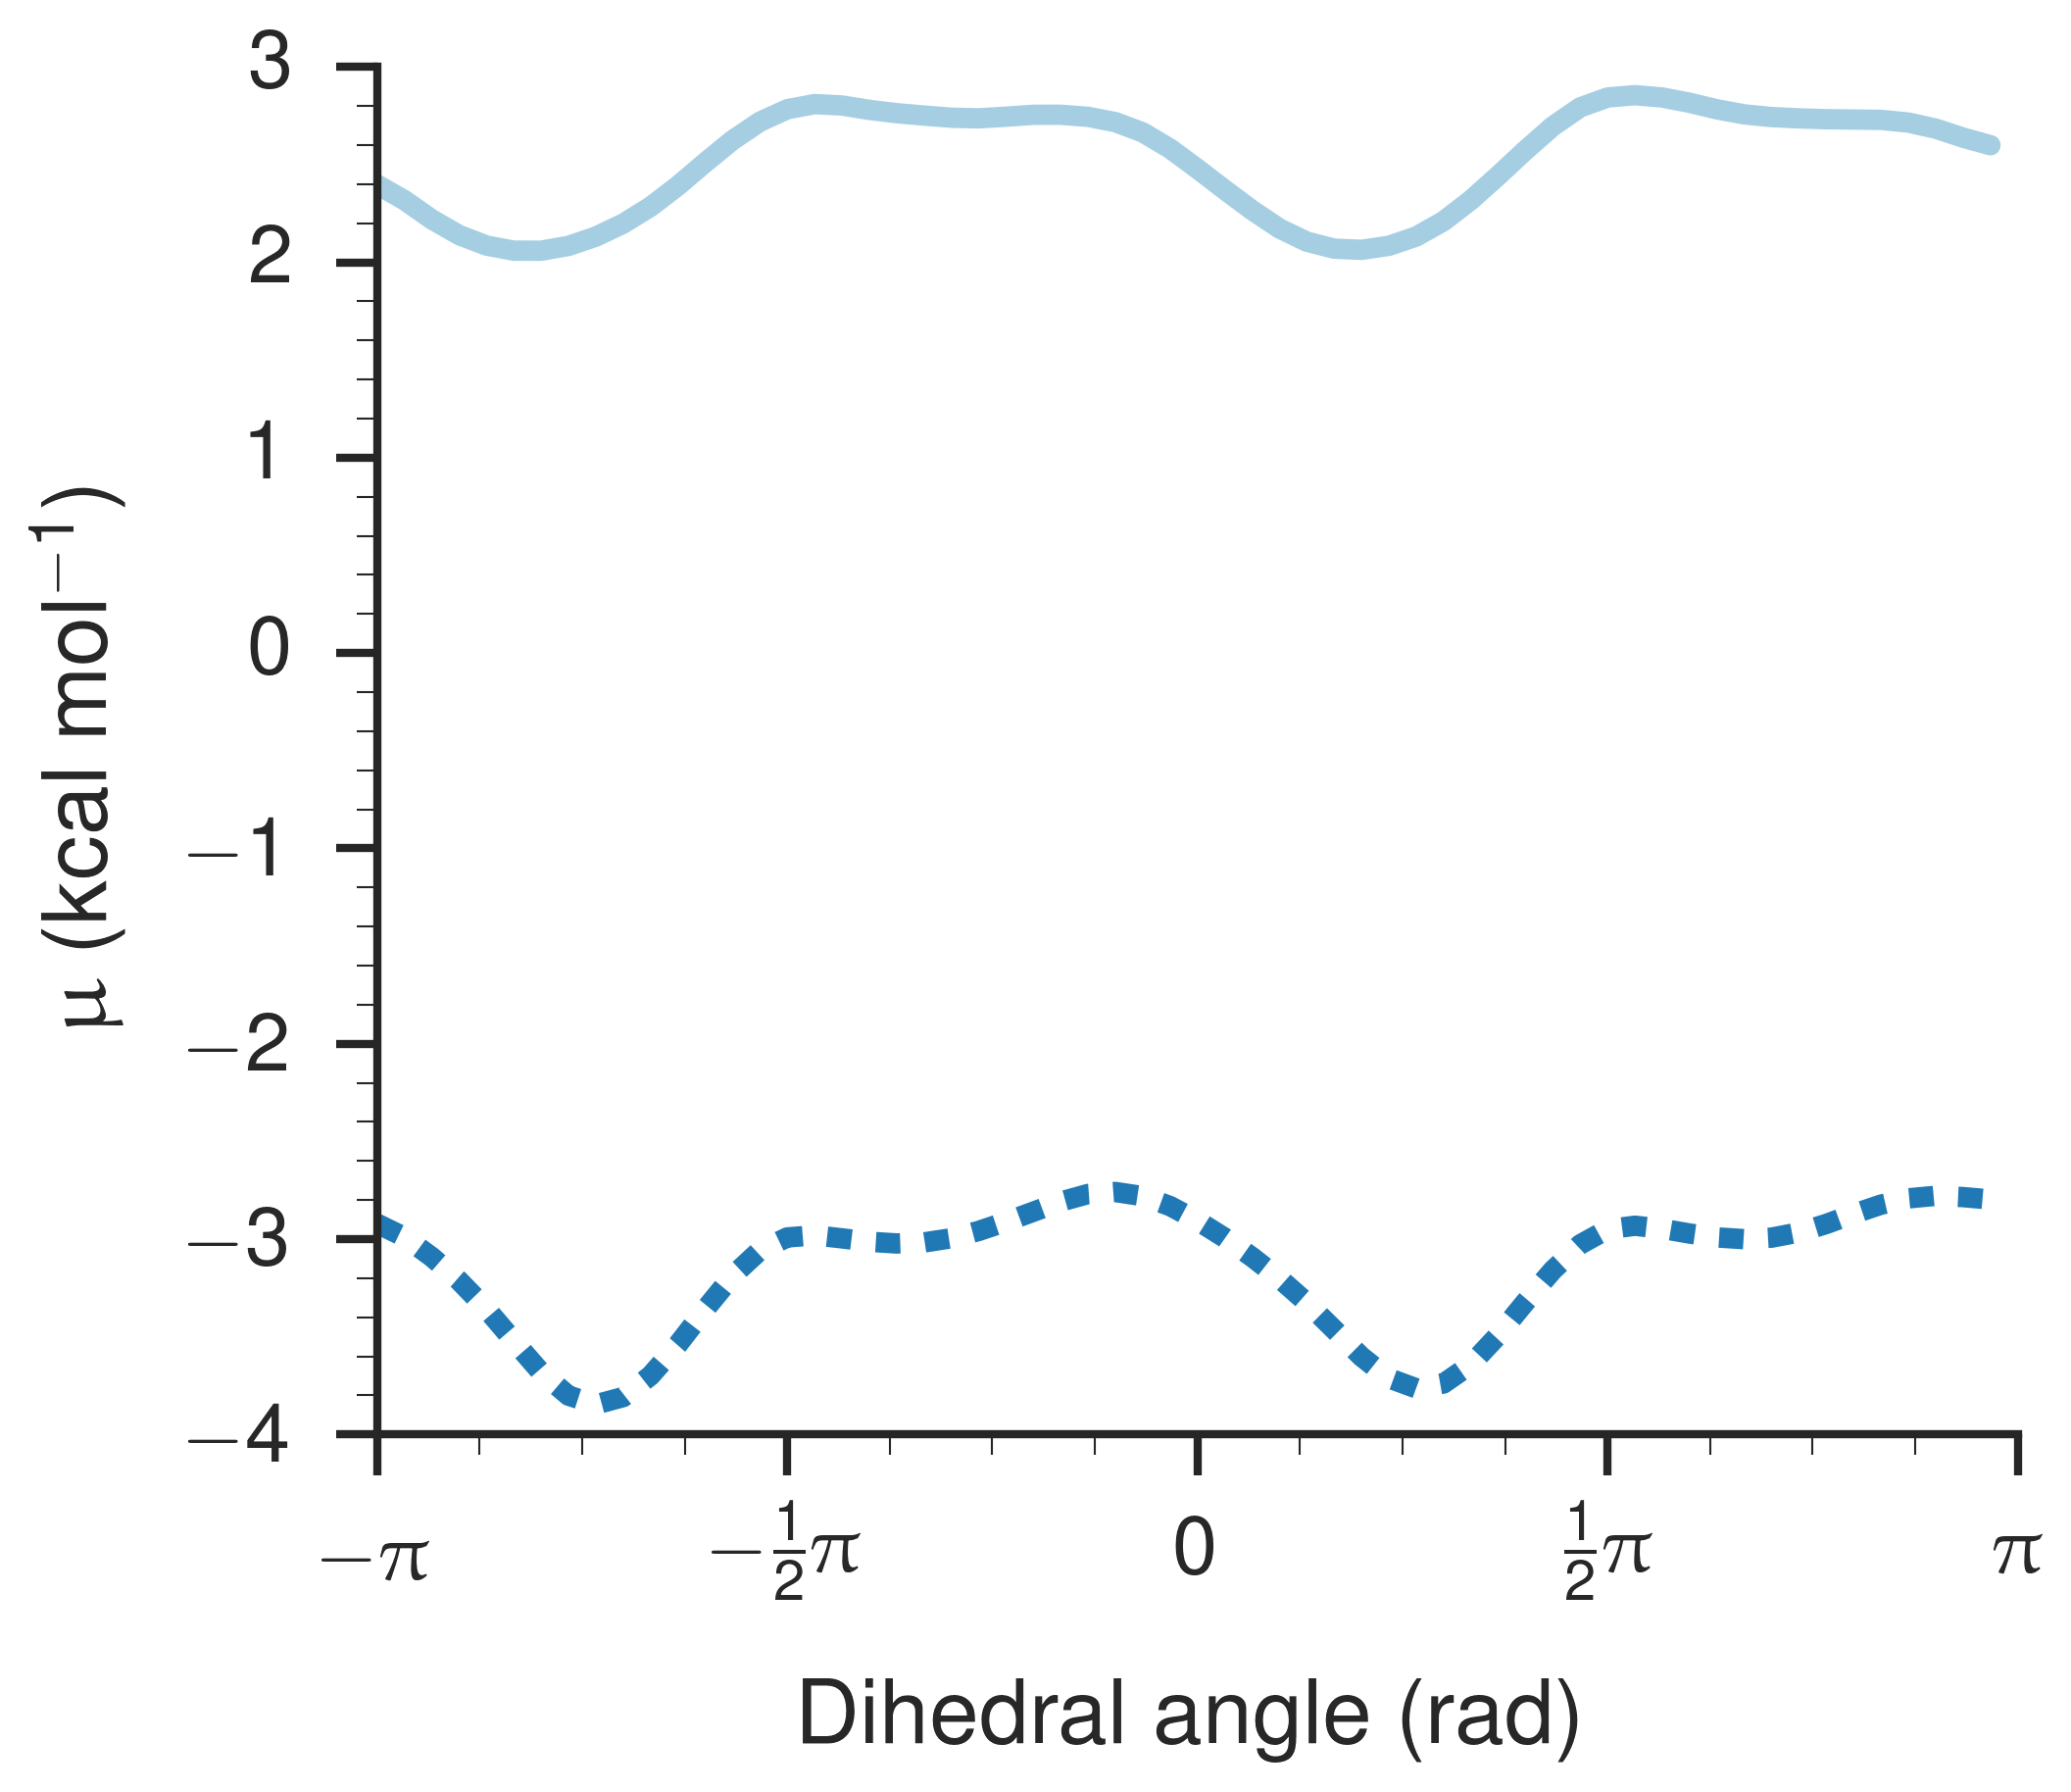 3
2
1
0
−1
−2
−3
−4
μ (kcal mol⁻¹)
−π
−½π
0
½π
π
Dihedral angle (rad)